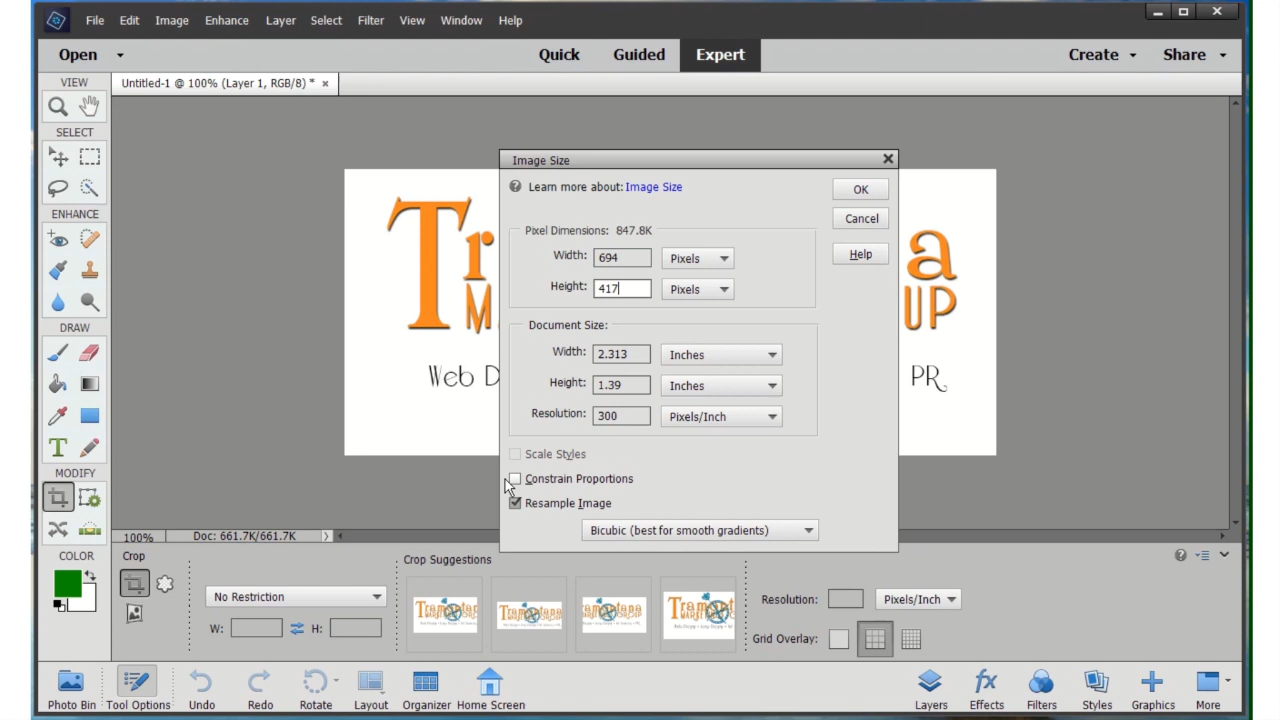 File Edit Image Enhance Layer Select Filter View Window Help
Open Quick Guided Expert Create Share
VIEW
Untitled-1 @ 100% (Layer 1, RGB/8) * ×
SELECT
ENHANCE
DRAW
T
MODIFY
COLOR
Image Size
Learn more about: Image Size
OK
Cancel
Help
Pixel Dimensions: 847.8K
Width: 694 Pixels
Height: 417 Pixels
Document Size:
Width: 2.313 Inches
Height: 1.39 Inches
Resolution: 300 Pixels/Inch
Scale Styles
Constrain Proportions
Resample Image
Bicubic (best for smooth gradients)
Tr a
M UP
Web D PR
100% Doc: 661.7K/661.7K
Crop
No Restriction
W: H:
Crop Suggestions
Tramontana
Resolution: Pixels/Inch
Grid Overlay:
Photo Bin Tool Options Undo Redo Rotate Layout Organizer Home Screen Layers Effects Filters Styles Graphics More